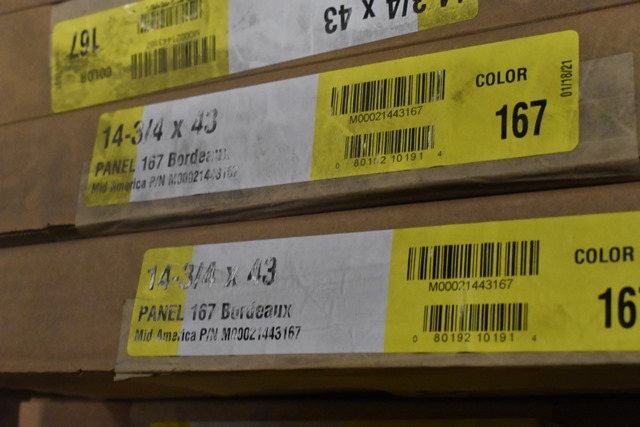 167
COLOR
M00021443167
14-3/4 x 43
14-3/4 x 43
PANEL 167 Bordeaux
Mid America P/N M00021443167
M00021443167
0 80192 10191 4
COLOR
167
01/18/21
14-3/4 x 43
PANEL 167 Bordeaux
Mid America P/N M00021443167
M00021443167
0 80192 10191 4
COLOR
167